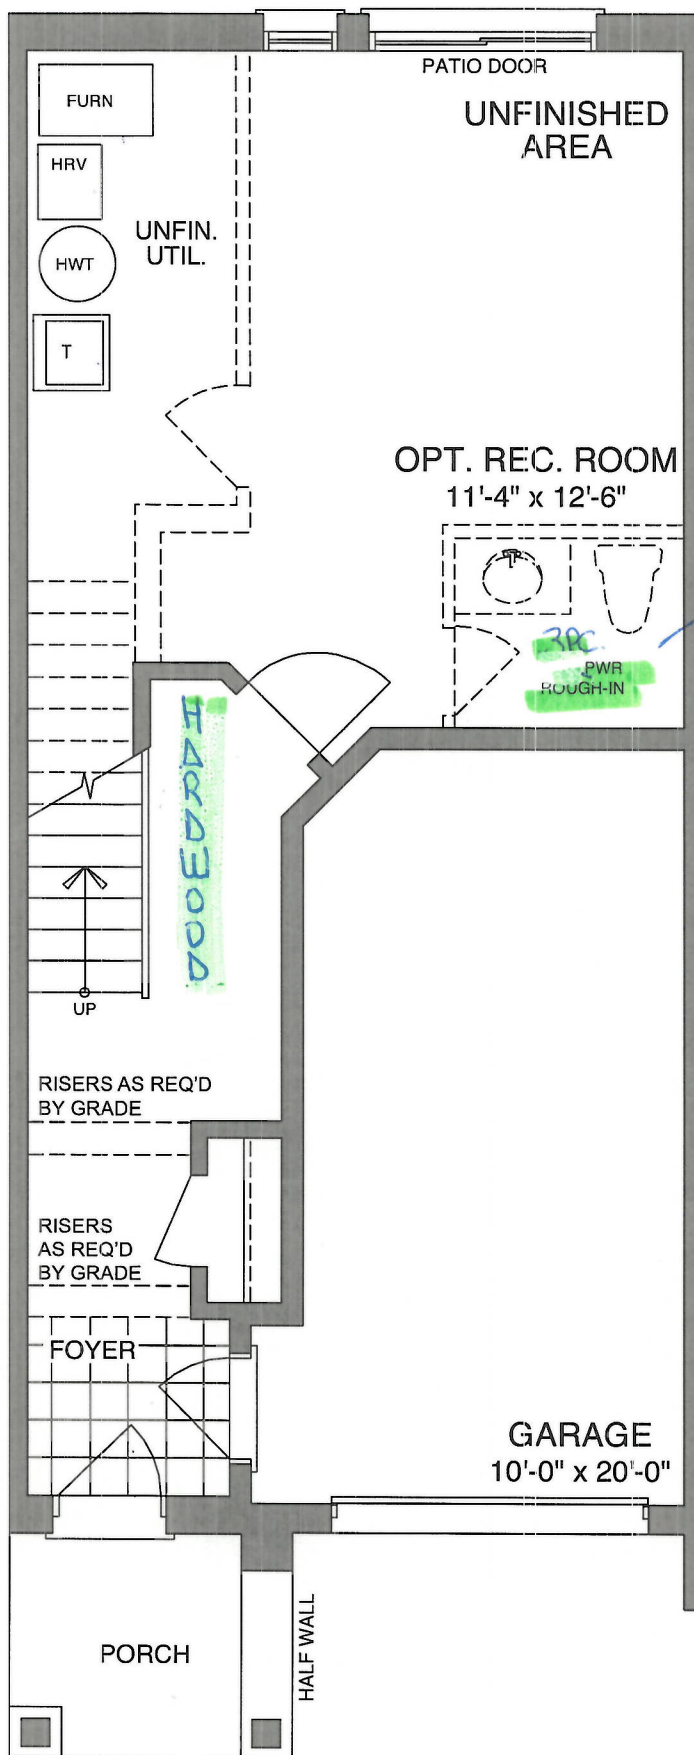 PATIO DOOR
FURN
UNFINISHED
AREA
HRV
UNFIN.
UTIL.
HWT
T
OPT. REC. ROOM
11'-4" x 12'-6"
3PC.
PWR
ROUGH-IN
HARDWOOD
UP
RISERS AS REQ'D
BY GRADE
RISERS
AS REQ'D
BY GRADE
FOYER
GARAGE
10'-0" x 20'-0"
HALF WALL
PORCH